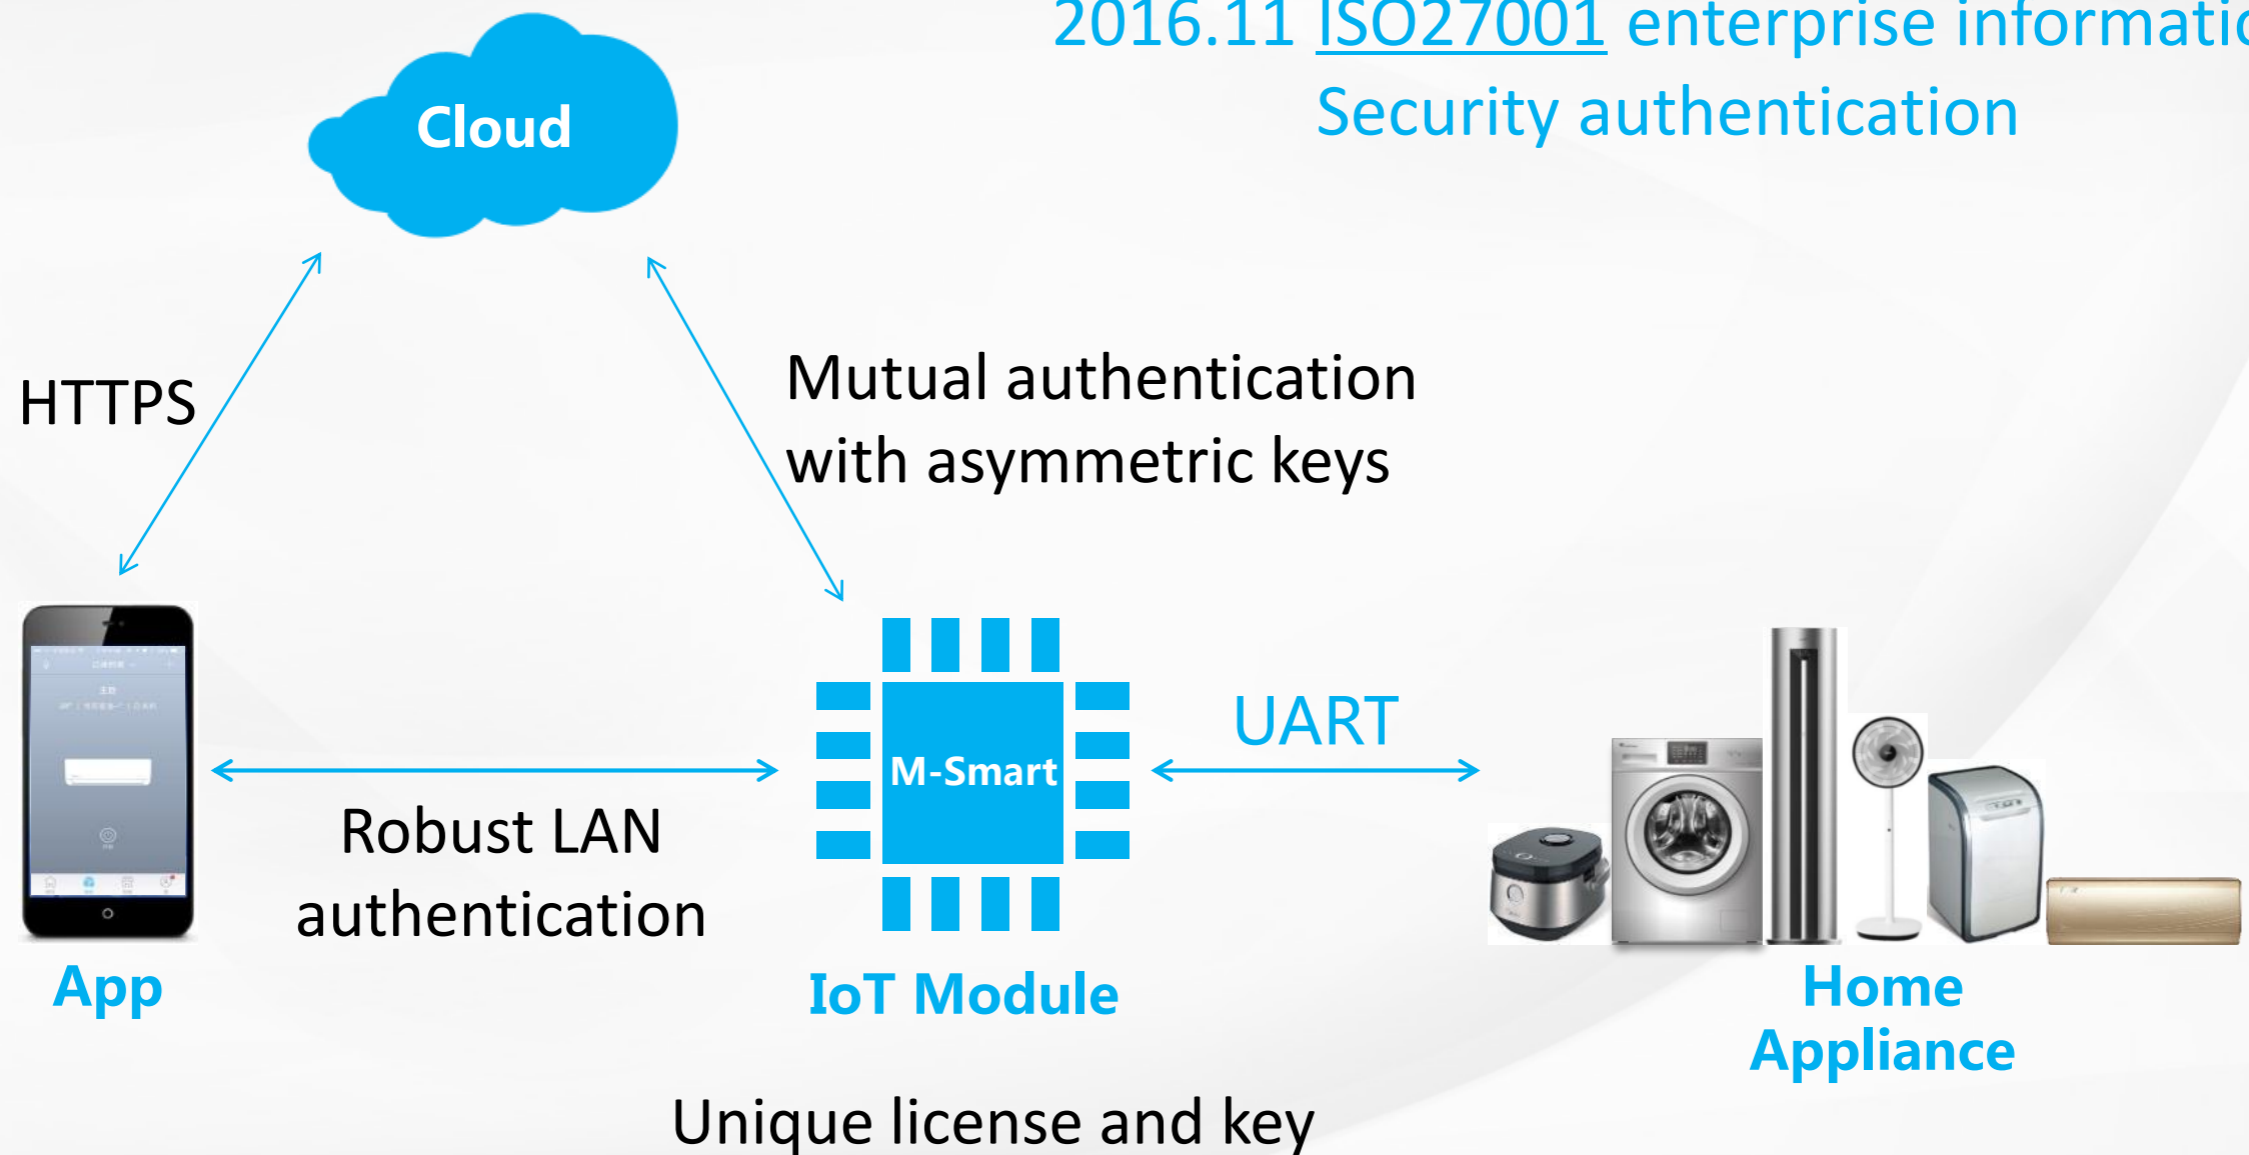 2016.11 ISO27001 enterprise informatio
Security authentication
Cloud
HTTPS
Mutual authentication
with asymmetric keys
UART
M-Smart
Robust LAN
authentication
App
IoT Module
Home
Appliance
Unique license and key